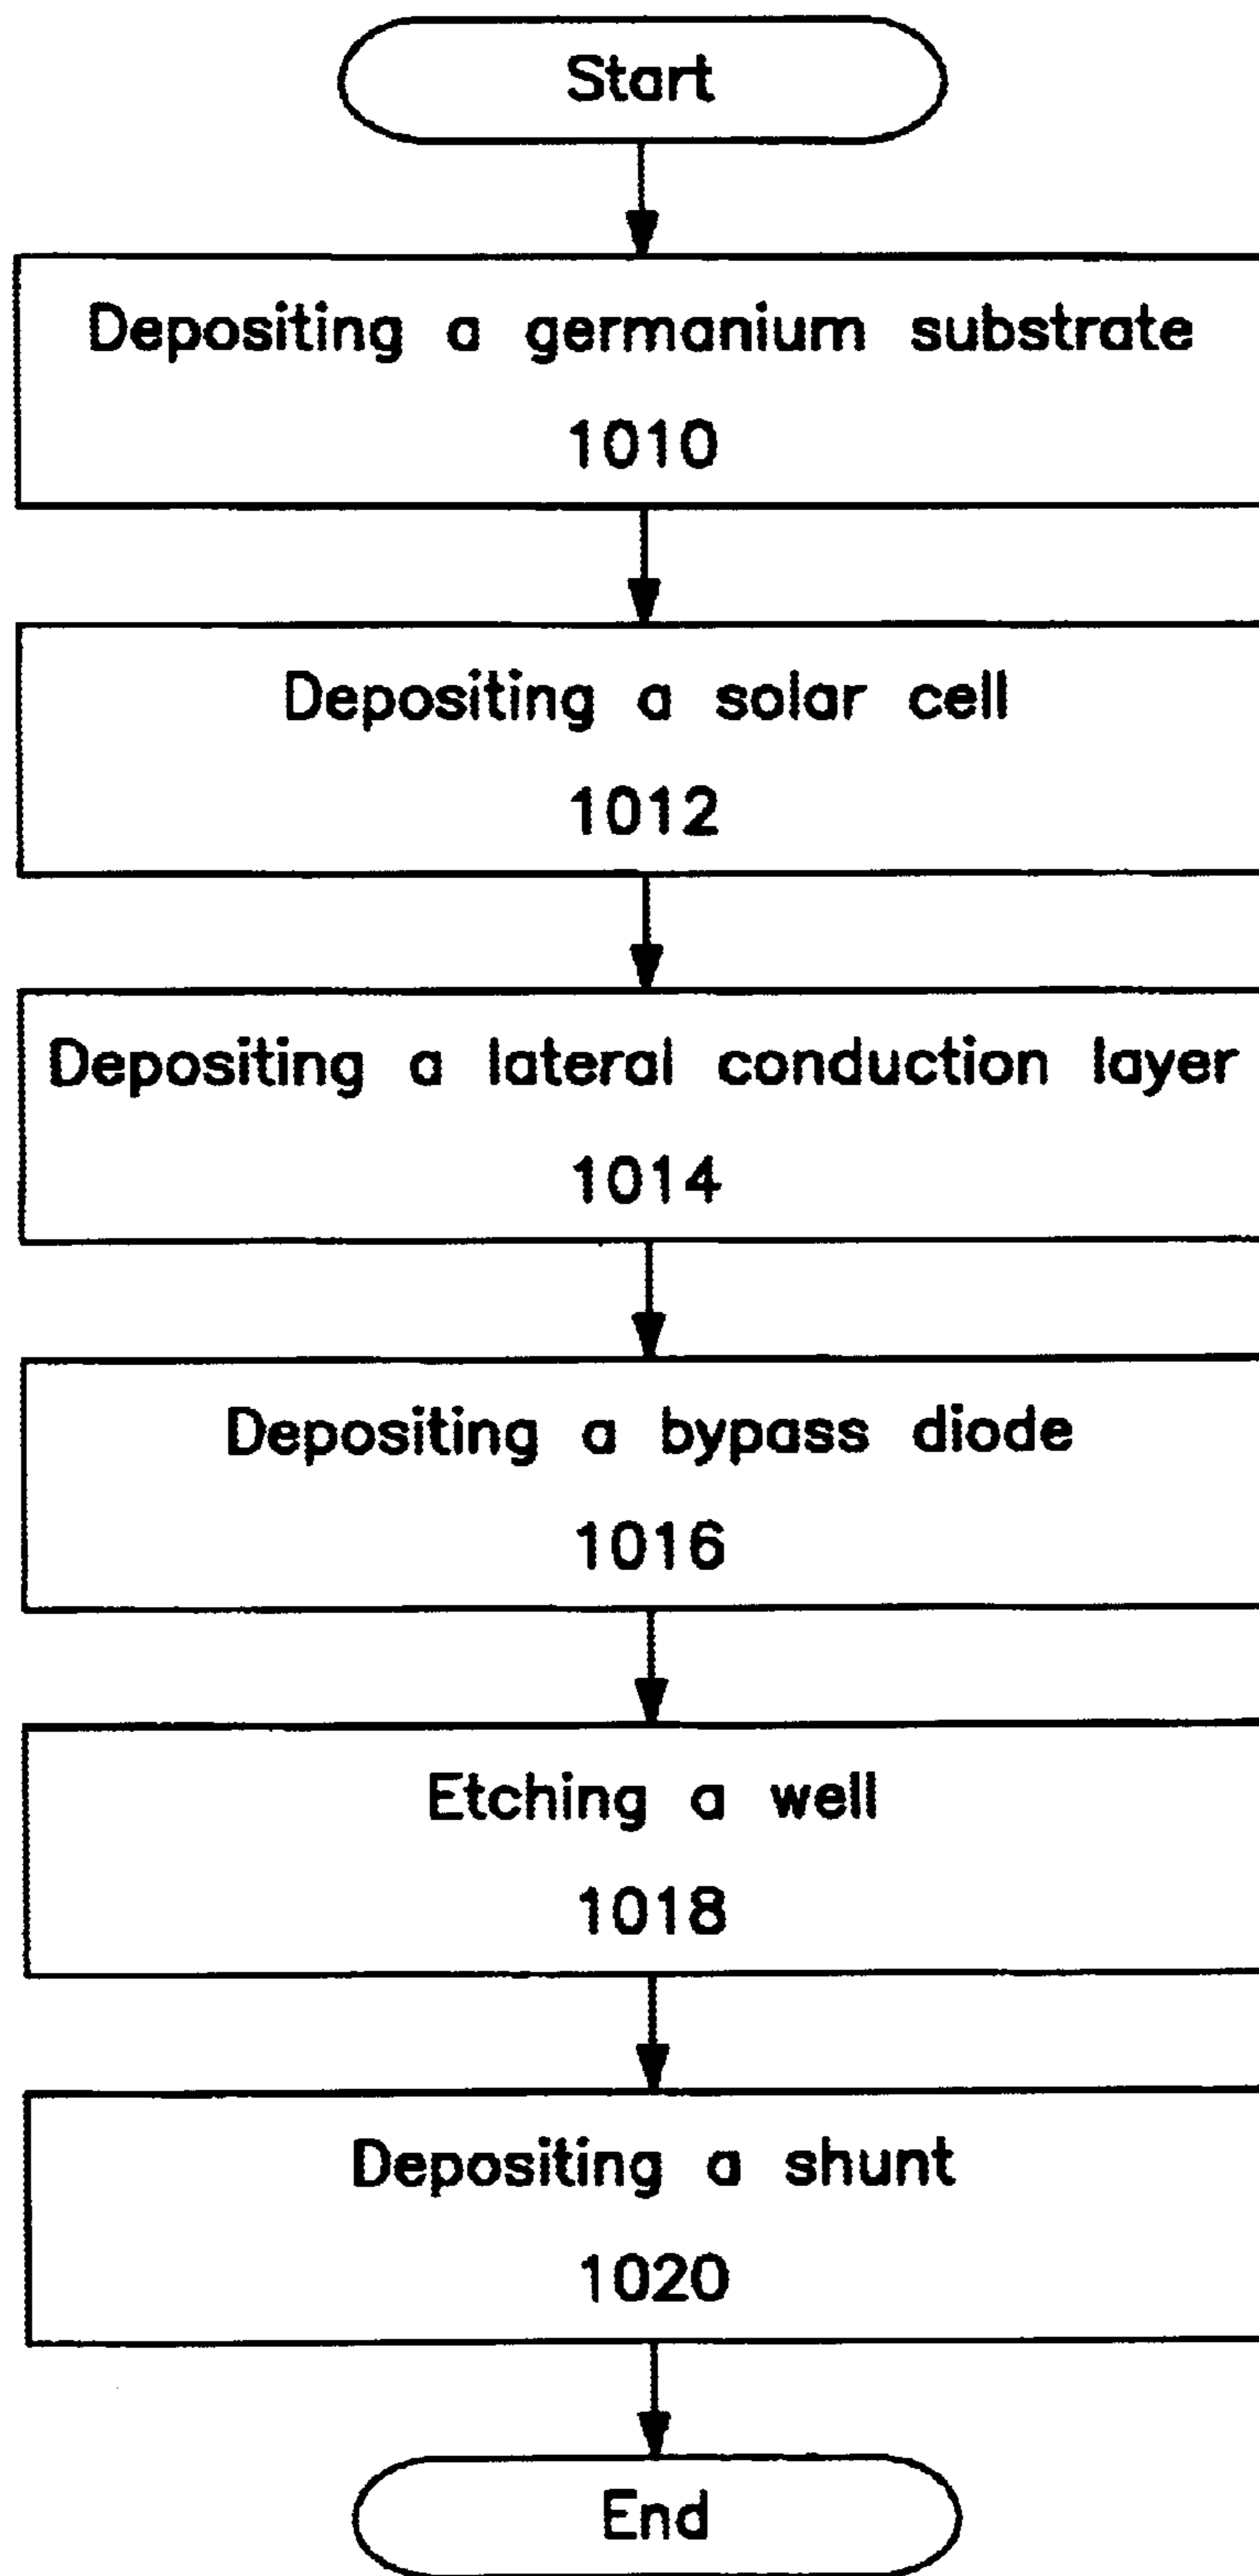 Start
Depositing a germanium substrate
1010
Depositing a solar cell
1012
Depositing a lateral conduction layer
1014
Depositing a bypass diode
1016
Etching a well
1018
Depositing a shunt
1020
End